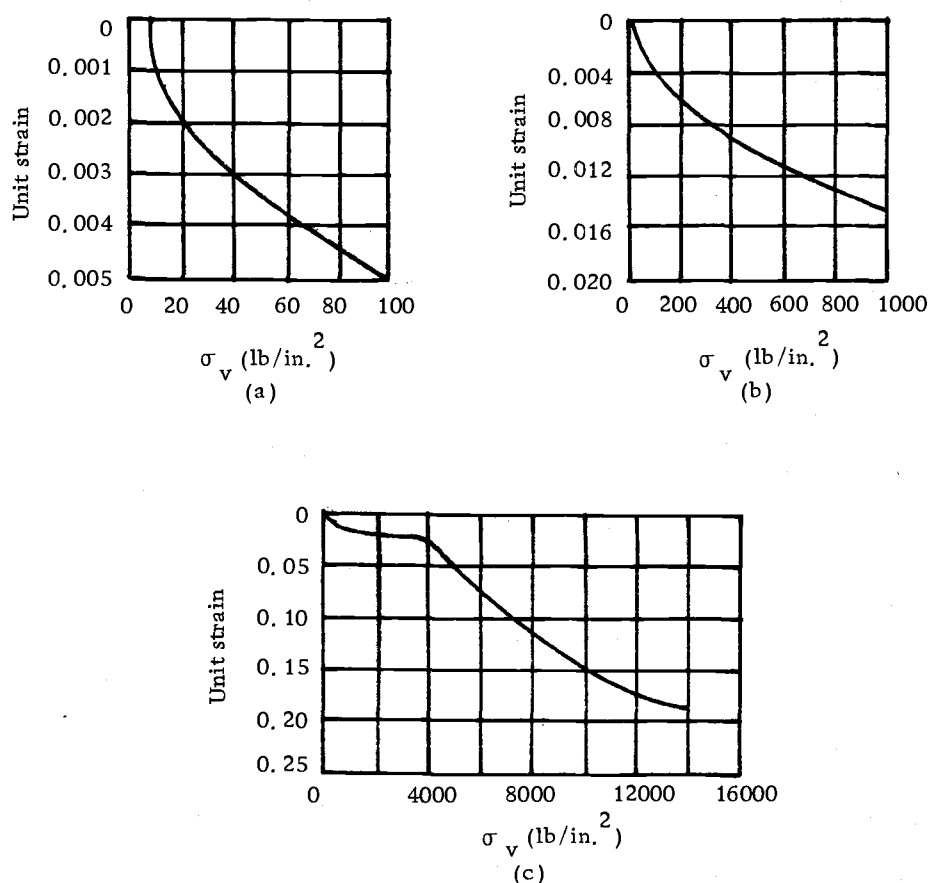 0
0.001
0.002
0.003
0.004
0.005
Unit strain
0 20 40 60 80 100
σv (lb/in.²)
(a)
0
0.004
0.008
0.012
0.016
0.020
Unit strain
0 200 400 600 800 1000
σv (lb/in.²)
(b)
0
0.05
0.10
0.15
0.20
0.25
Unit strain
0 4000 8000 12000 16000
σv (lb/in.²)
(c)